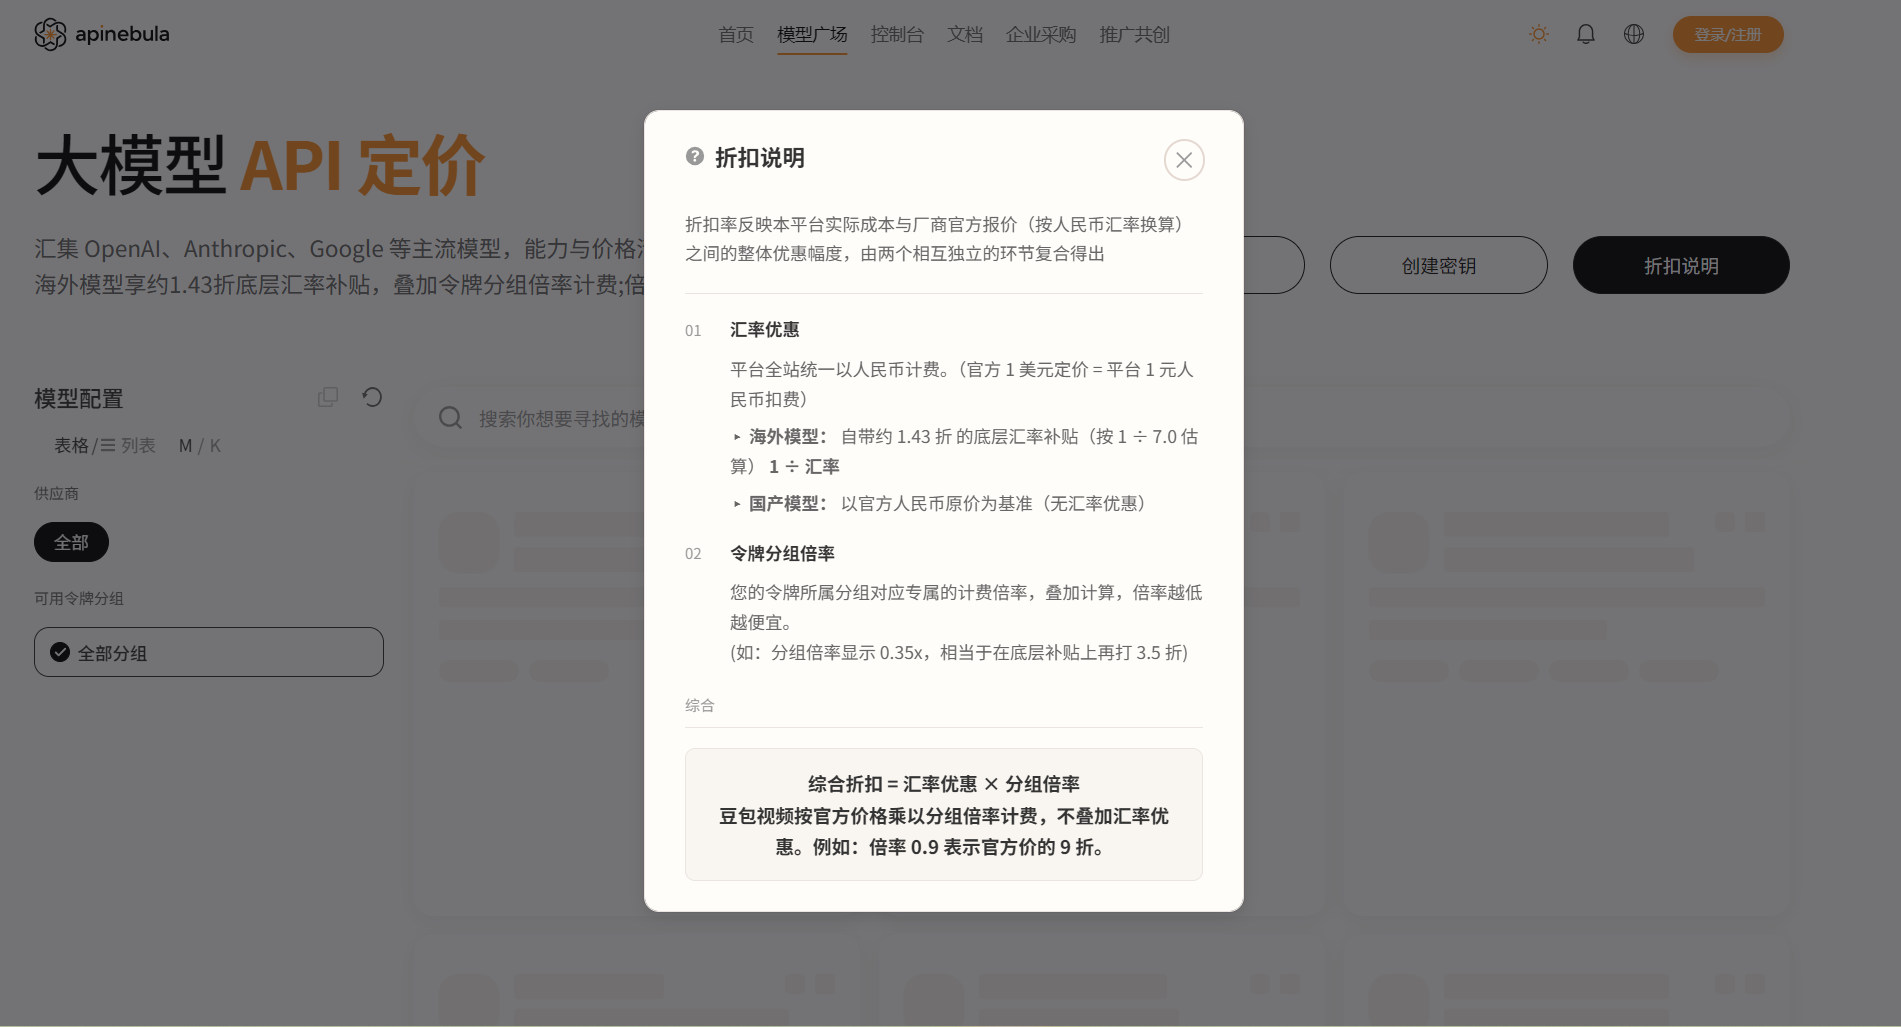 apinebula
首页 模型广场 控制台 文档 企业采购 推广共创
登录/注册
大模型 API 定价
汇集 OpenAI、Anthropic、Google 等主流模型，能力与价格
海外模型享约1.43折底层汇率补贴，叠加令牌分组倍率计费;倍
创建密钥
折扣说明
模型配置
表格/列表 M / K
供应商
全部
可用令牌分组
全部分组
搜索你想要寻找的模
折扣说明
折扣率反映本平台实际成本与厂商官方报价（按人民币汇率换算）
之间的整体优惠幅度，由两个相互独立的环节复合得出
01 汇率优惠
平台全站统一以人民币计费。（官方 1 美元定价 = 平台 1 元人
民币扣费）
▸ 海外模型： 自带约 1.43 折 的底层汇率补贴（按 1 ÷ 7.0 估
算） 1 ÷ 汇率
▸ 国产模型： 以官方人民币原价为基准（无汇率优惠）
02 令牌分组倍率
您的令牌所属分组对应专属的计费倍率，叠加计算，倍率越低
越便宜。
(如：分组倍率显示 0.35x，相当于在底层补贴上再打 3.5 折)
综合
综合折扣 = 汇率优惠 × 分组倍率
豆包视频按官方价格乘以分组倍率计费，不叠加汇率优
惠。例如：倍率 0.9 表示官方价的 9 折。